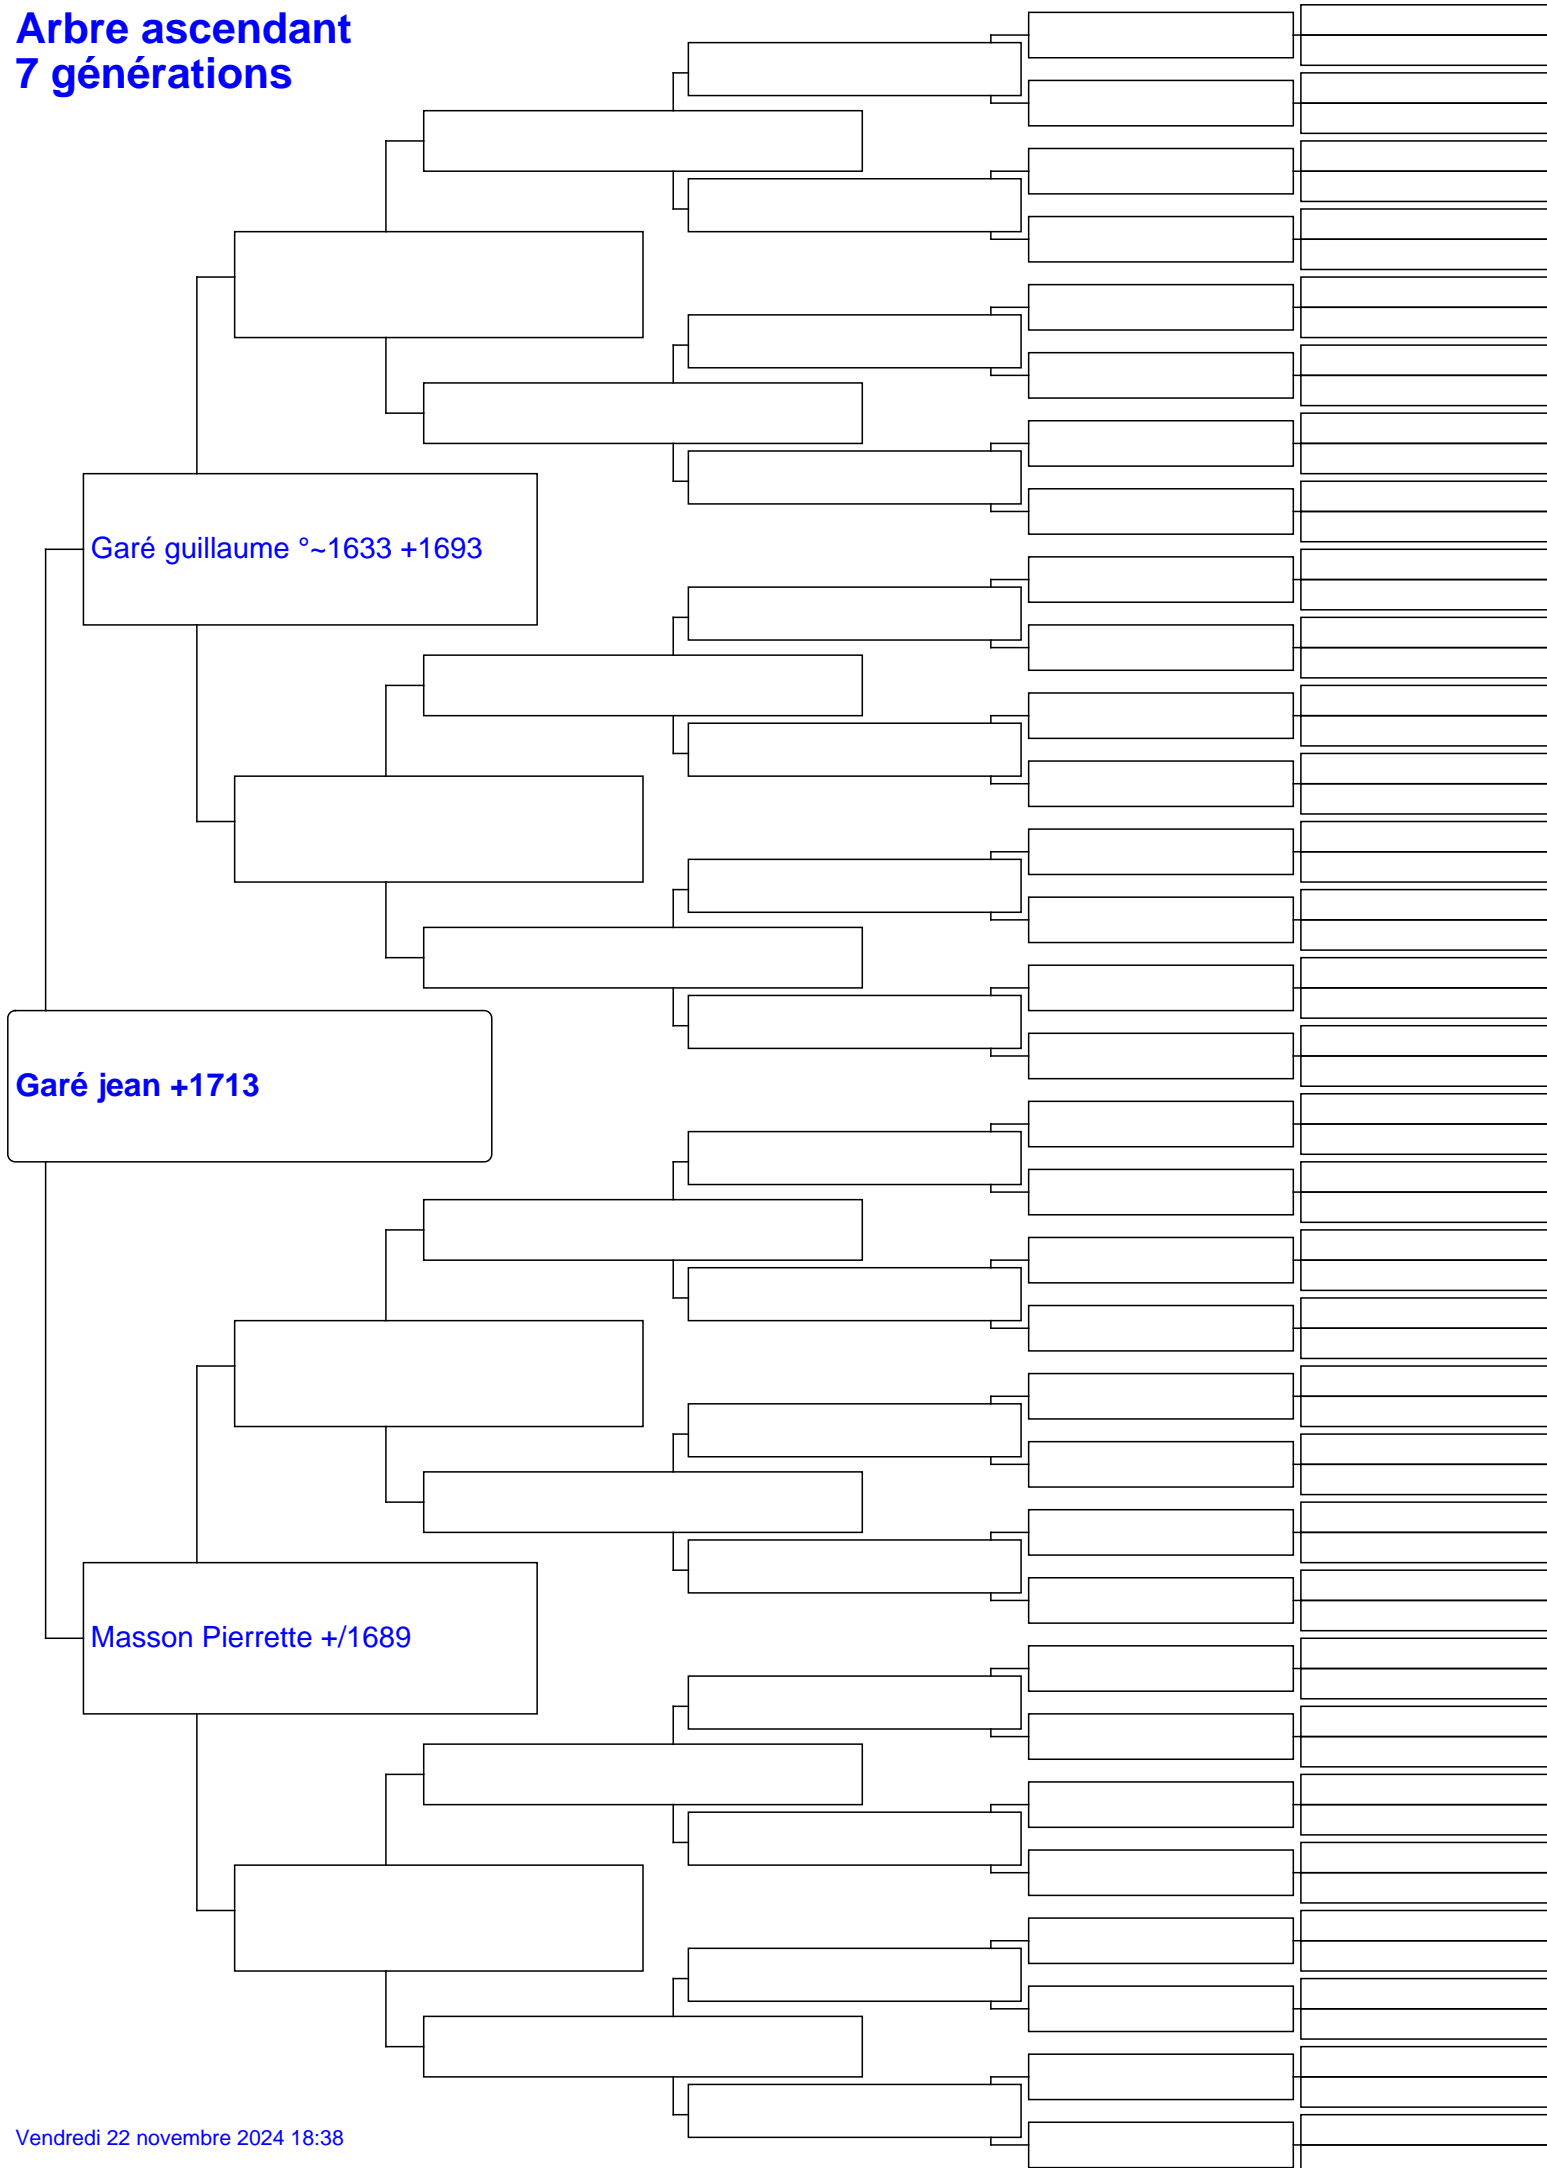 Arbre ascendant
7 générations
Garé guillaume °~1633 +1693
Garé jean +1713
Masson Pierrette +/1689
Vendredi 22 novembre 2024 18:38